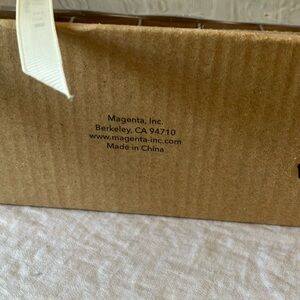 Magenta, Inc.
Berkeley, CA 94710
www.magenta-inc.com
Made in China